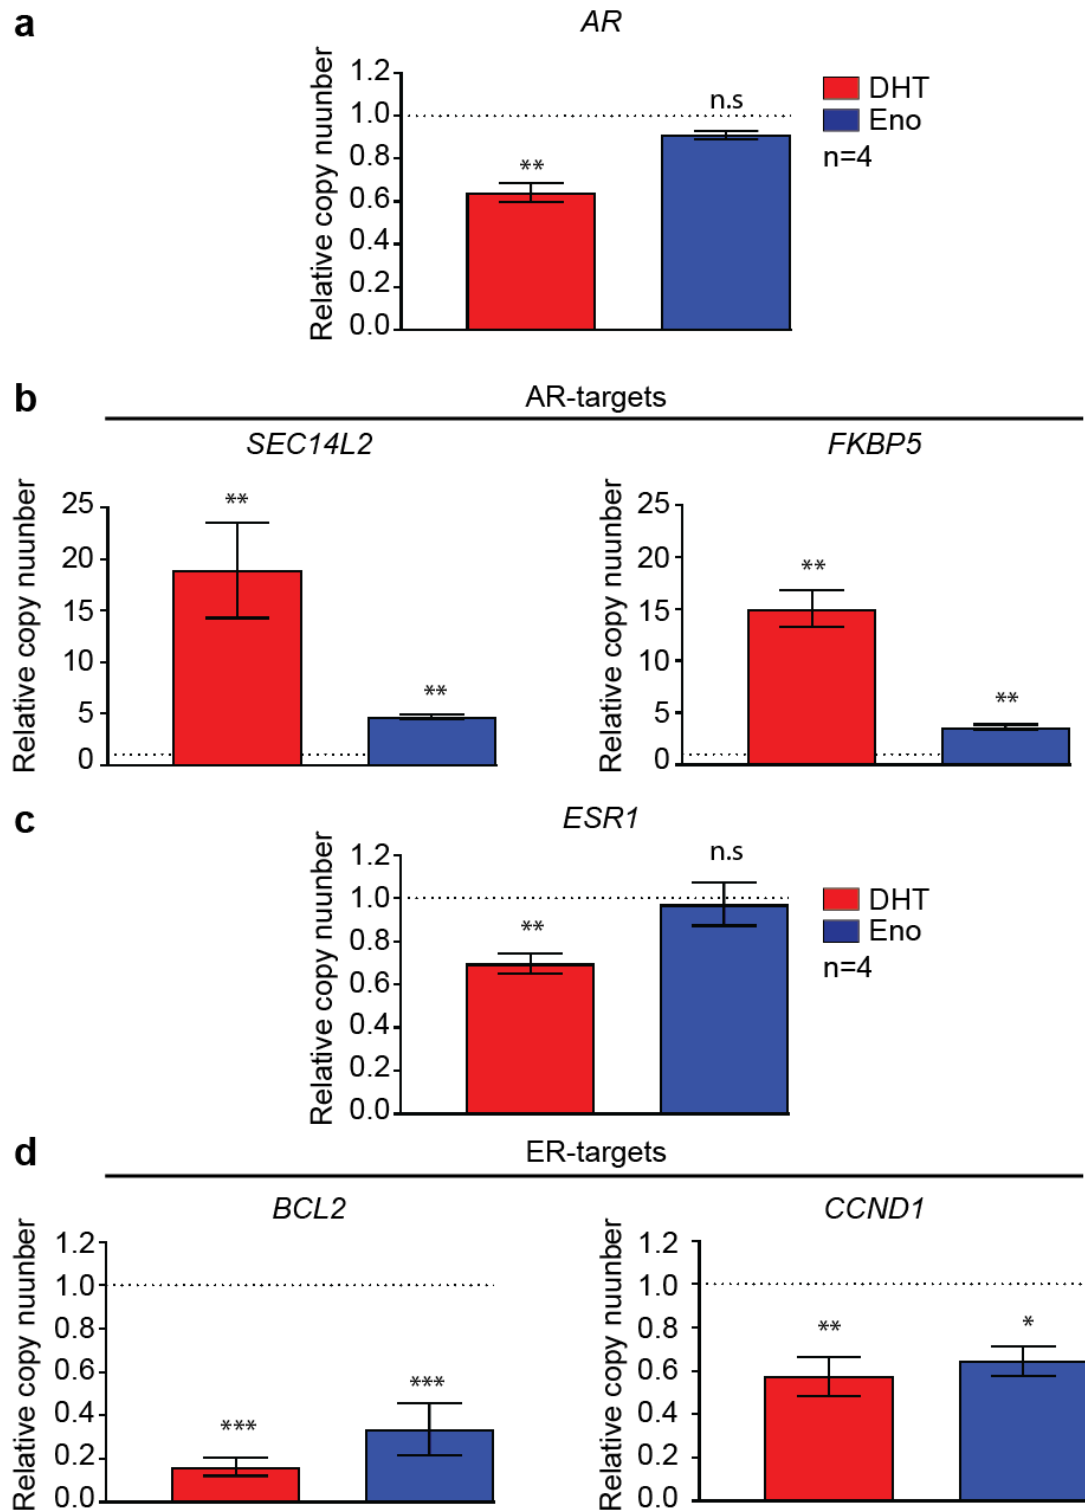 a
AR
Relative copy nuunber
1.2
1.0
0.8
0.6
0.4
0.2
0.0
**
n.s
DHT
Eno
n=4
b
AR-targets
SEC14L2
Relative copy nuunber
25
20
15
10
5
0
**
**
FKBP5
Relative copy nuunber
25
20
15
10
5
0
**
**
c
ESR1
Relative copy nuunber
1.2
1.0
0.8
0.6
0.4
0.2
0.0
**
n.s
DHT
Eno
n=4
d
ER-targets
BCL2
Relative copy nuunber
1.2
1.0
0.8
0.6
0.4
0.2
0.0
***
***
CCND1
Relative copy nuunber
1.2
1.0
0.8
0.6
0.4
0.2
0.0
**
*